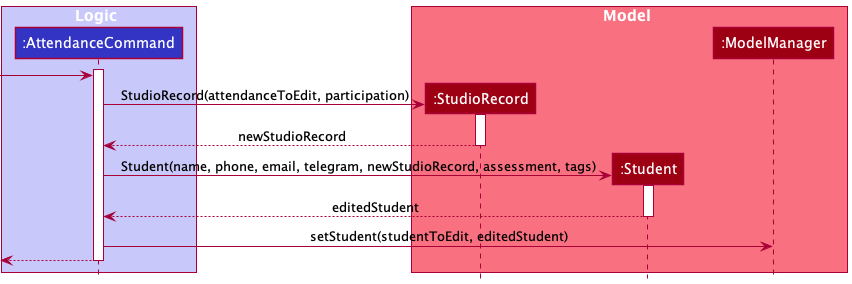 Logic
Model
:AttendanceCommand
:ModelManager
StudioRecord(attendanceToEdit, participation)
:StudioRecord
newStudioRecord
Student(name, phone, email, telegram, newStudioRecord, assessment, tags)
:Student
editedStudent
setStudent(studentToEdit, editedStudent)